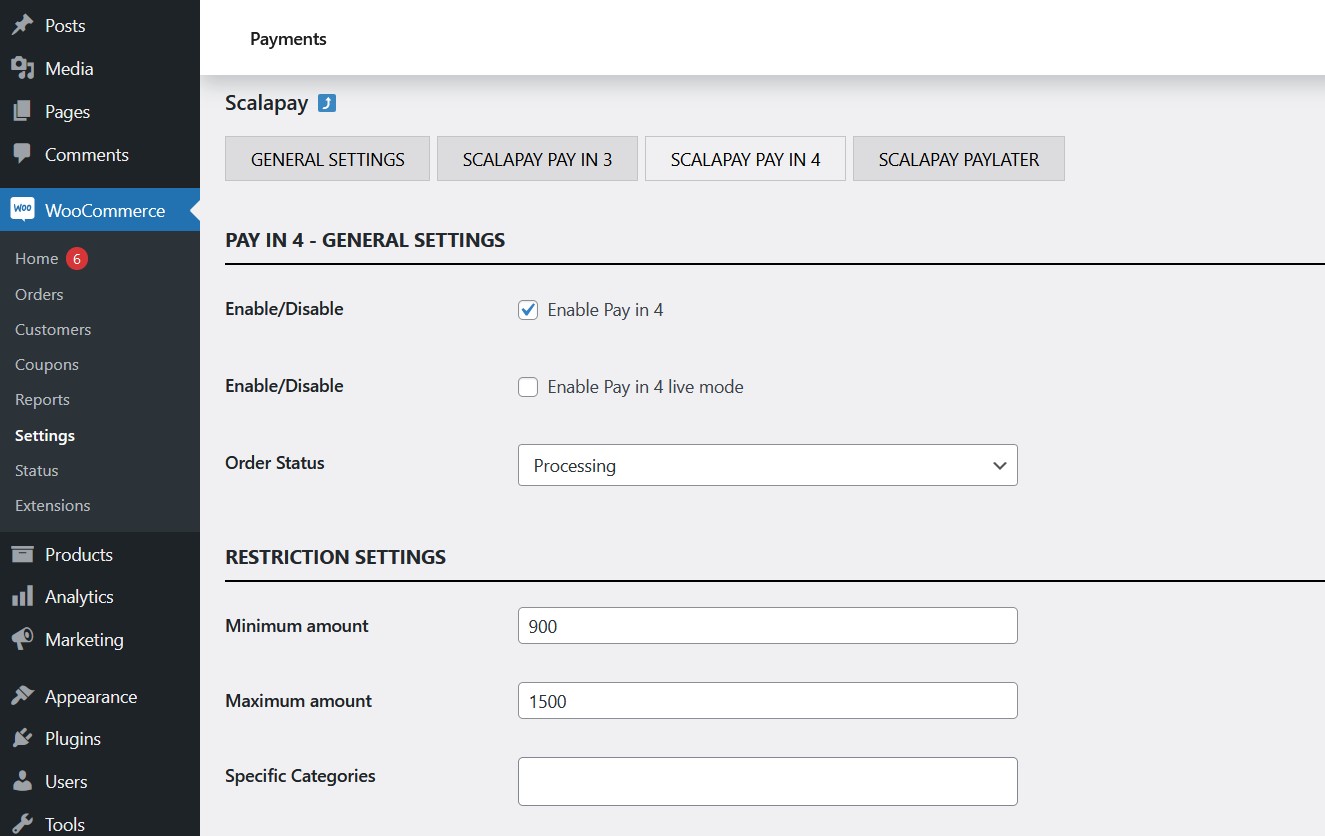 Posts
Media
Pages
Comments
Woo WooCommerce
Home 6
Orders
Customers
Coupons
Reports
Settings
Status
Extensions
Products
Analytics
Marketing
Appearance
Plugins
Users
Tools
Payments
Scalapay
GENERAL SETTINGS SCALAPAY PAY IN 3 SCALAPAY PAY IN 4 SCALAPAY PAYLATER
PAY IN 4 - GENERAL SETTINGS
Enable/Disable Enable Pay in 4
Enable/Disable Enable Pay in 4 live mode
Order Status Processing
RESTRICTION SETTINGS
Minimum amount 900
Maximum amount 1500
Specific Categories